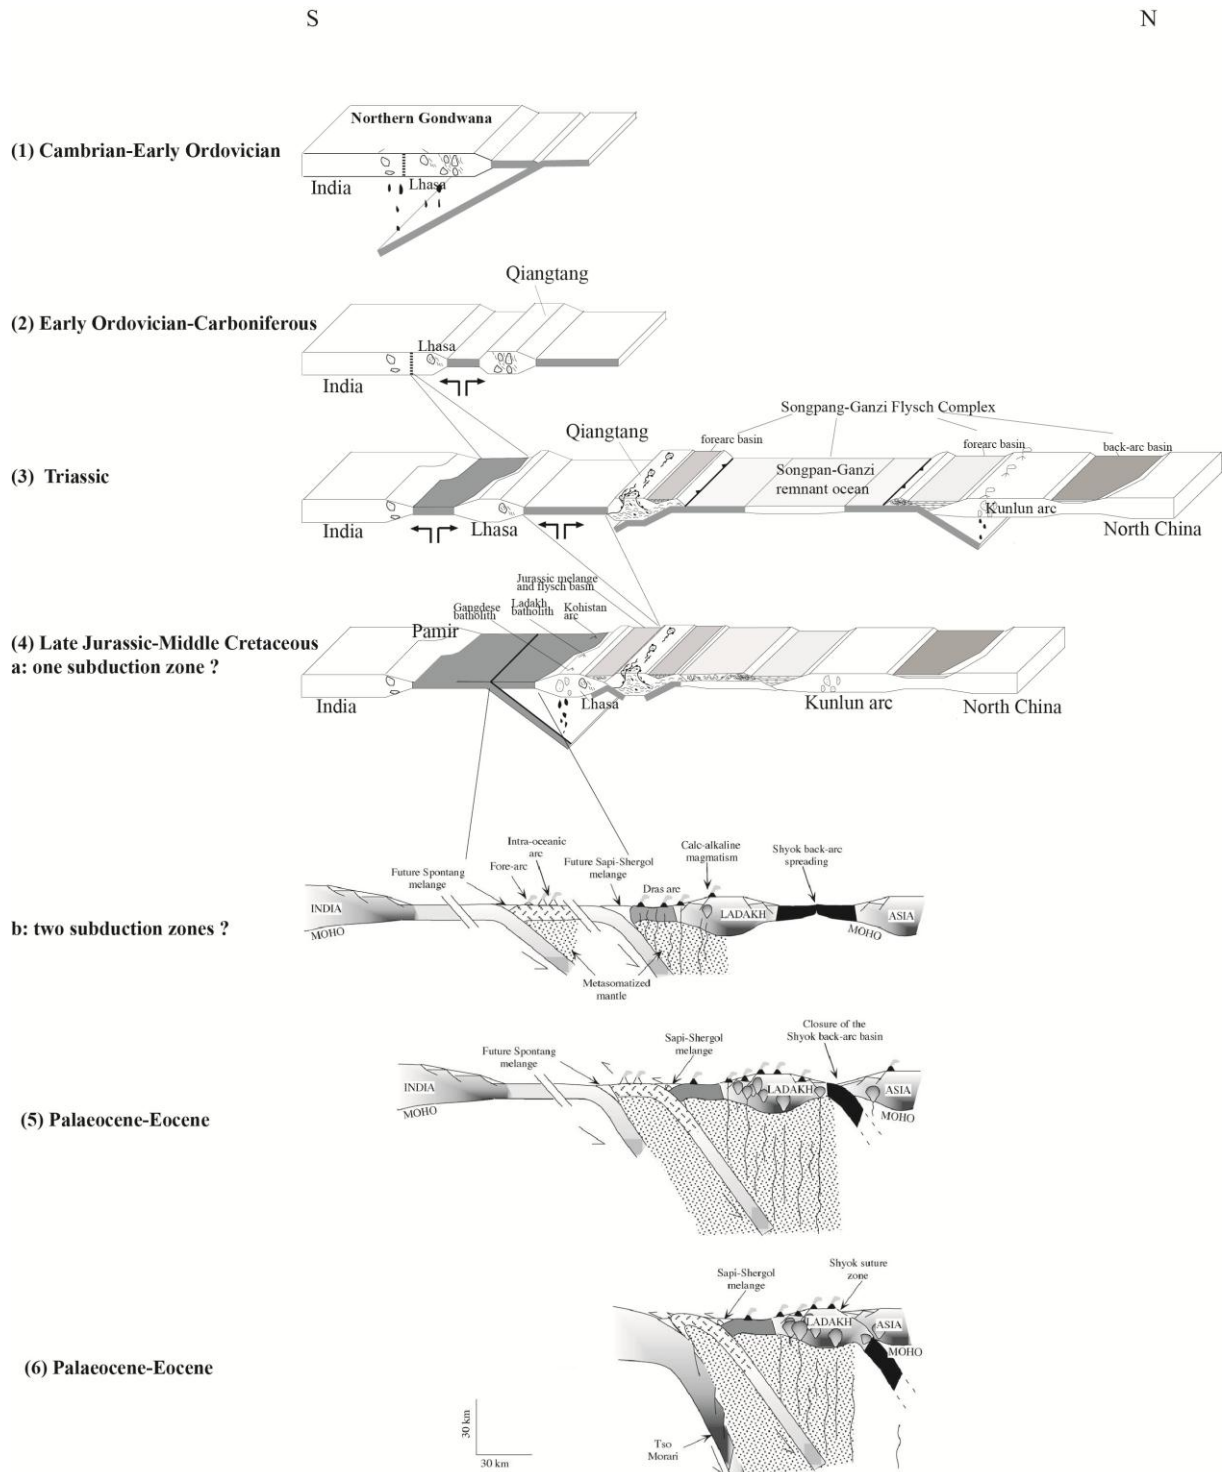 S
N
(1) Cambrian-Early Ordovician
Northern Gondwana
India
Lhasa
(2) Early Ordovician-Carboniferous
Qiangtang
Lhasa
India
(3) Triassic
Songpang-Ganzi Flysch Complex
Qiangtang
forearc basin
forearc basin
back-arc basin
Songpan-Ganzi
remnant ocean
India
Lhasa
Kunlun arc
North China
(4) Late Jurassic-Middle Cretaceous
a: one subduction zone ?
Jurassic melange
and flysch basin
Gangdese
batholith
Ladakh
batholith
Kohistan
arc
Pamir
India
Lhasa
Kunlun arc
North China
b: two subduction zones ?
Future Spontang
melange
Fore-arc
Intra-oceanic
arc
Future Sapi-Shergol
melange
Dras arc
Calc-alkaline
magmatism
Shyok back-arc
spreading
INDIA
MOHO
LADAKH
ASIA
MOHO
Metasomatized
mantle
(5) Palaeocene-Eocene
Future Spontang
melange
Sapi-Shergol
melange
Closure of the
Shyok back-arc basin
INDIA
MOHO
LADAKH
ASIA
MOHO
(6) Palaeocene-Eocene
Sapi-Shergol
melange
Shyok suture
zone
LADAKH
ASIA
MOHO
Tso
Morari
30 km
30 km